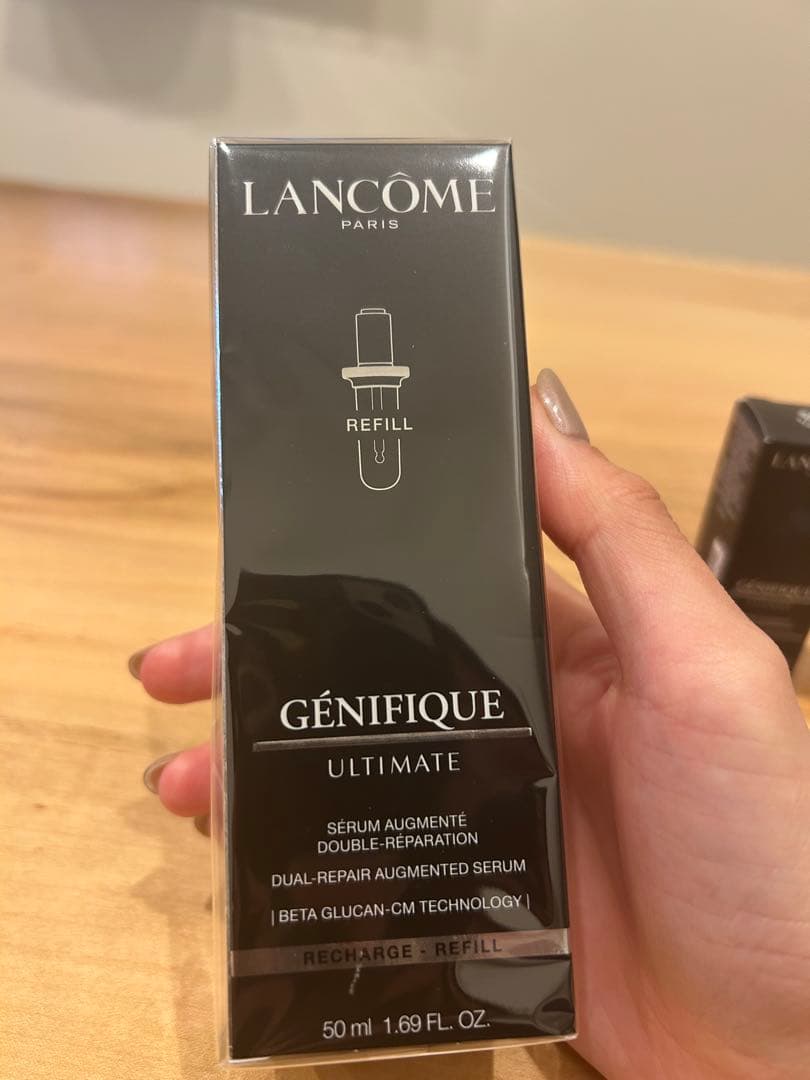 LANCÔME
PARIS
REFILL
GÉNIFIQUE
ULTIMATE
SÉRUM AUGMENTÉ
DOUBLE-RÉPARATION
DUAL-REPAIR AUGMENTED SERUM
| BETA GLUCAN-CM TECHNOLOGY |
RECHARGE - REFILL
50 ml 1.69 FL. OZ.